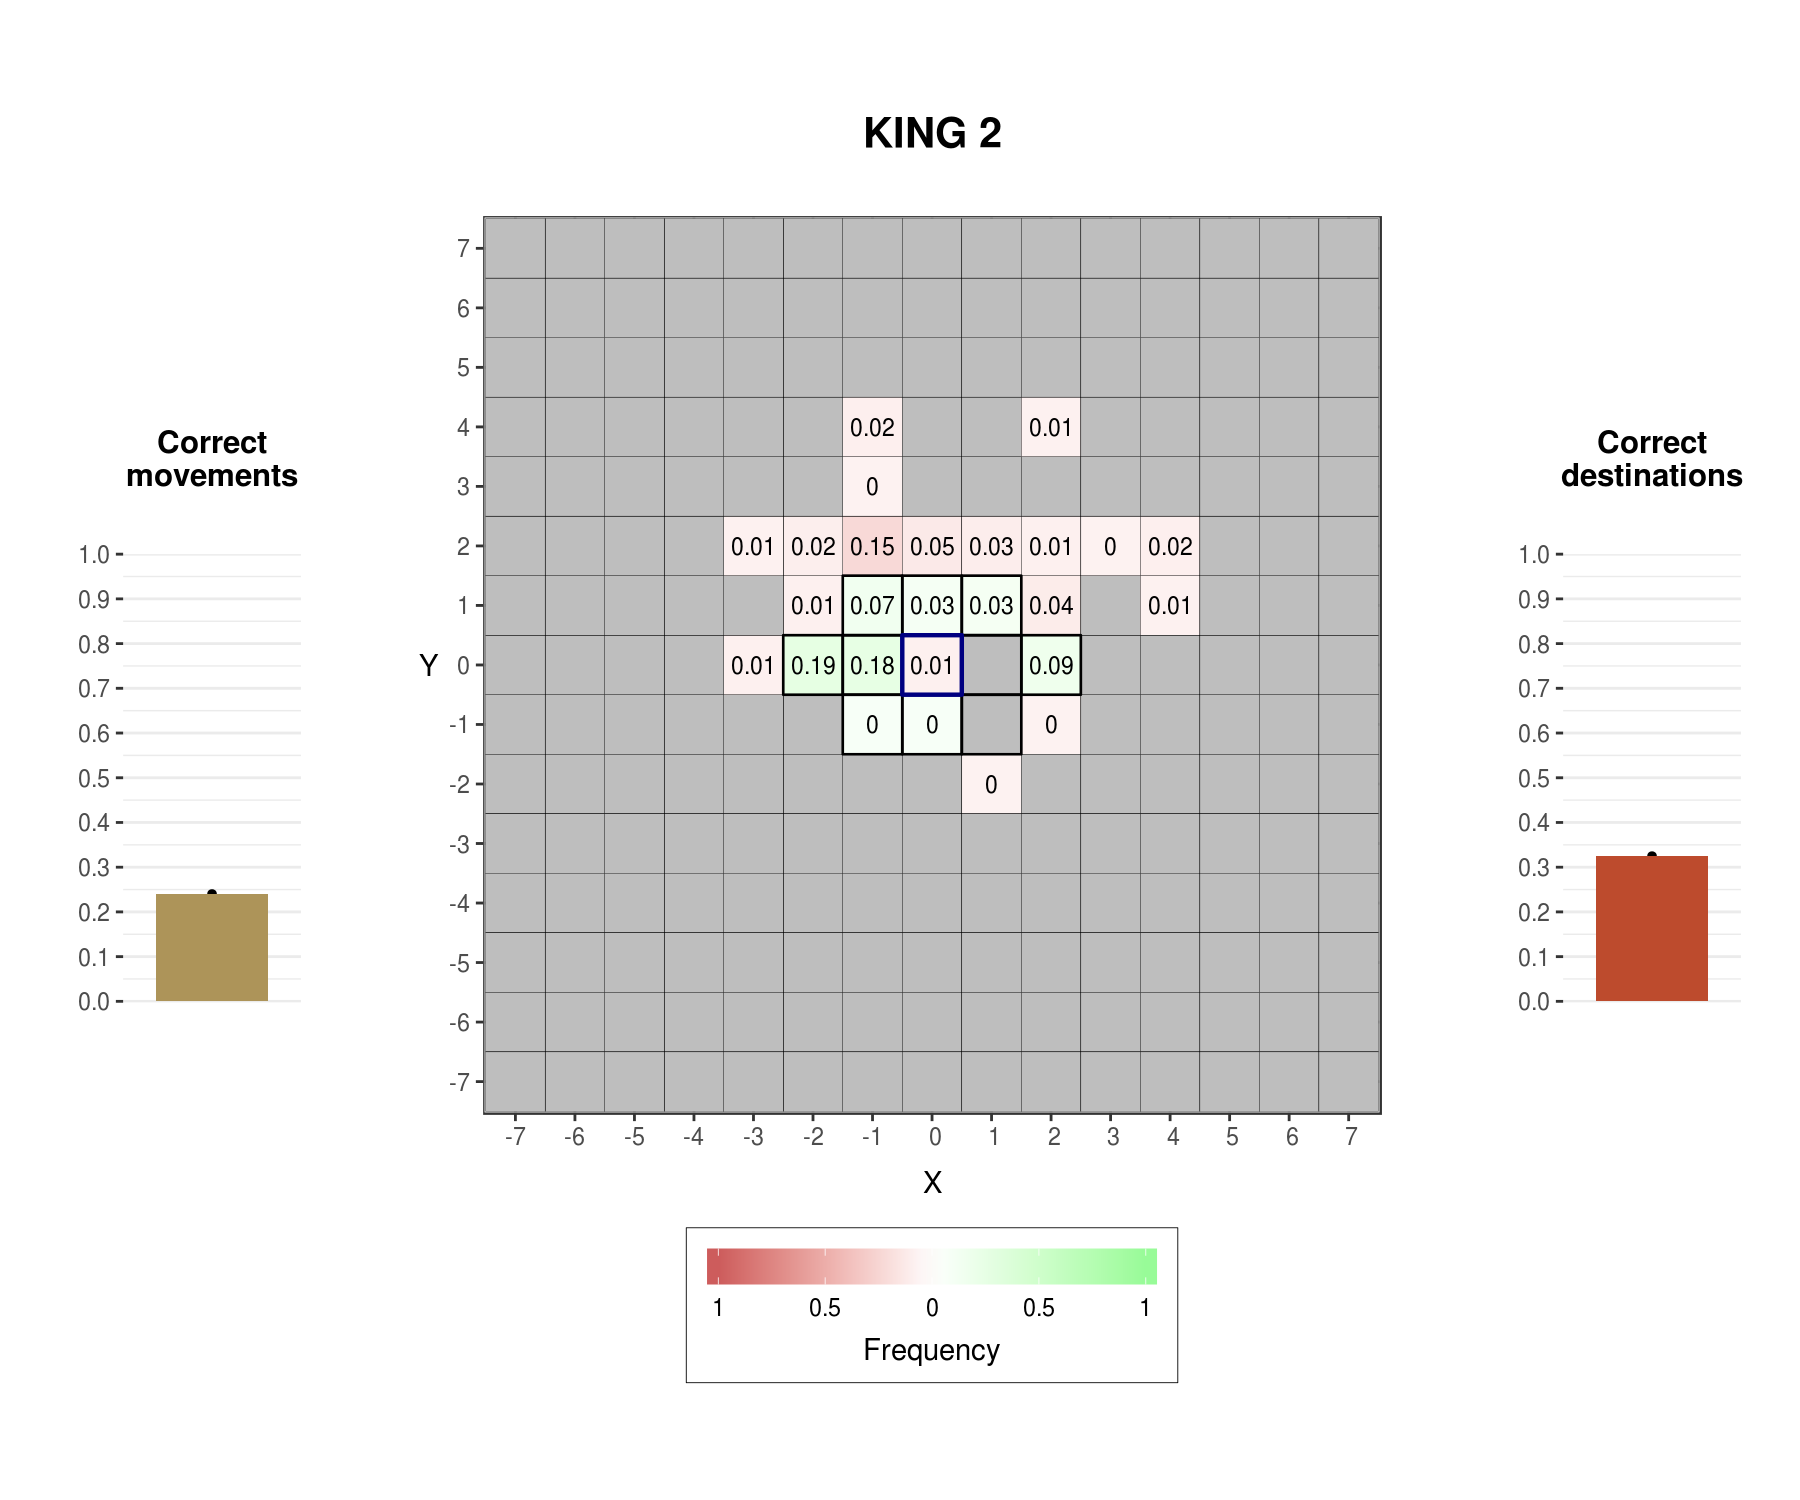 KING 2
Correct
movements
1.0
0.9
0.8
0.7
0.6
0.5
0.4
0.3
0.2
0.1
0.0
Y
7
6
5
4 0.02 0.01
3 0
2 0.01 0.02 0.15 0.05 0.03 0.01 0 0.02
1 0.01 0.07 0.03 0.03 0.04 0.01
0 0.01 0.19 0.18 0.01 0.09
-1 0 0 0
-2 0
-3
-4
-5
-6
-7
-7 -6 -5 -4 -3 -2 -1 0 1 2 3 4 5 6 7
X
1 0.5 0 0.5 1
Frequency
Correct
destinations
1.0
0.9
0.8
0.7
0.6
0.5
0.4
0.3
0.2
0.1
0.0